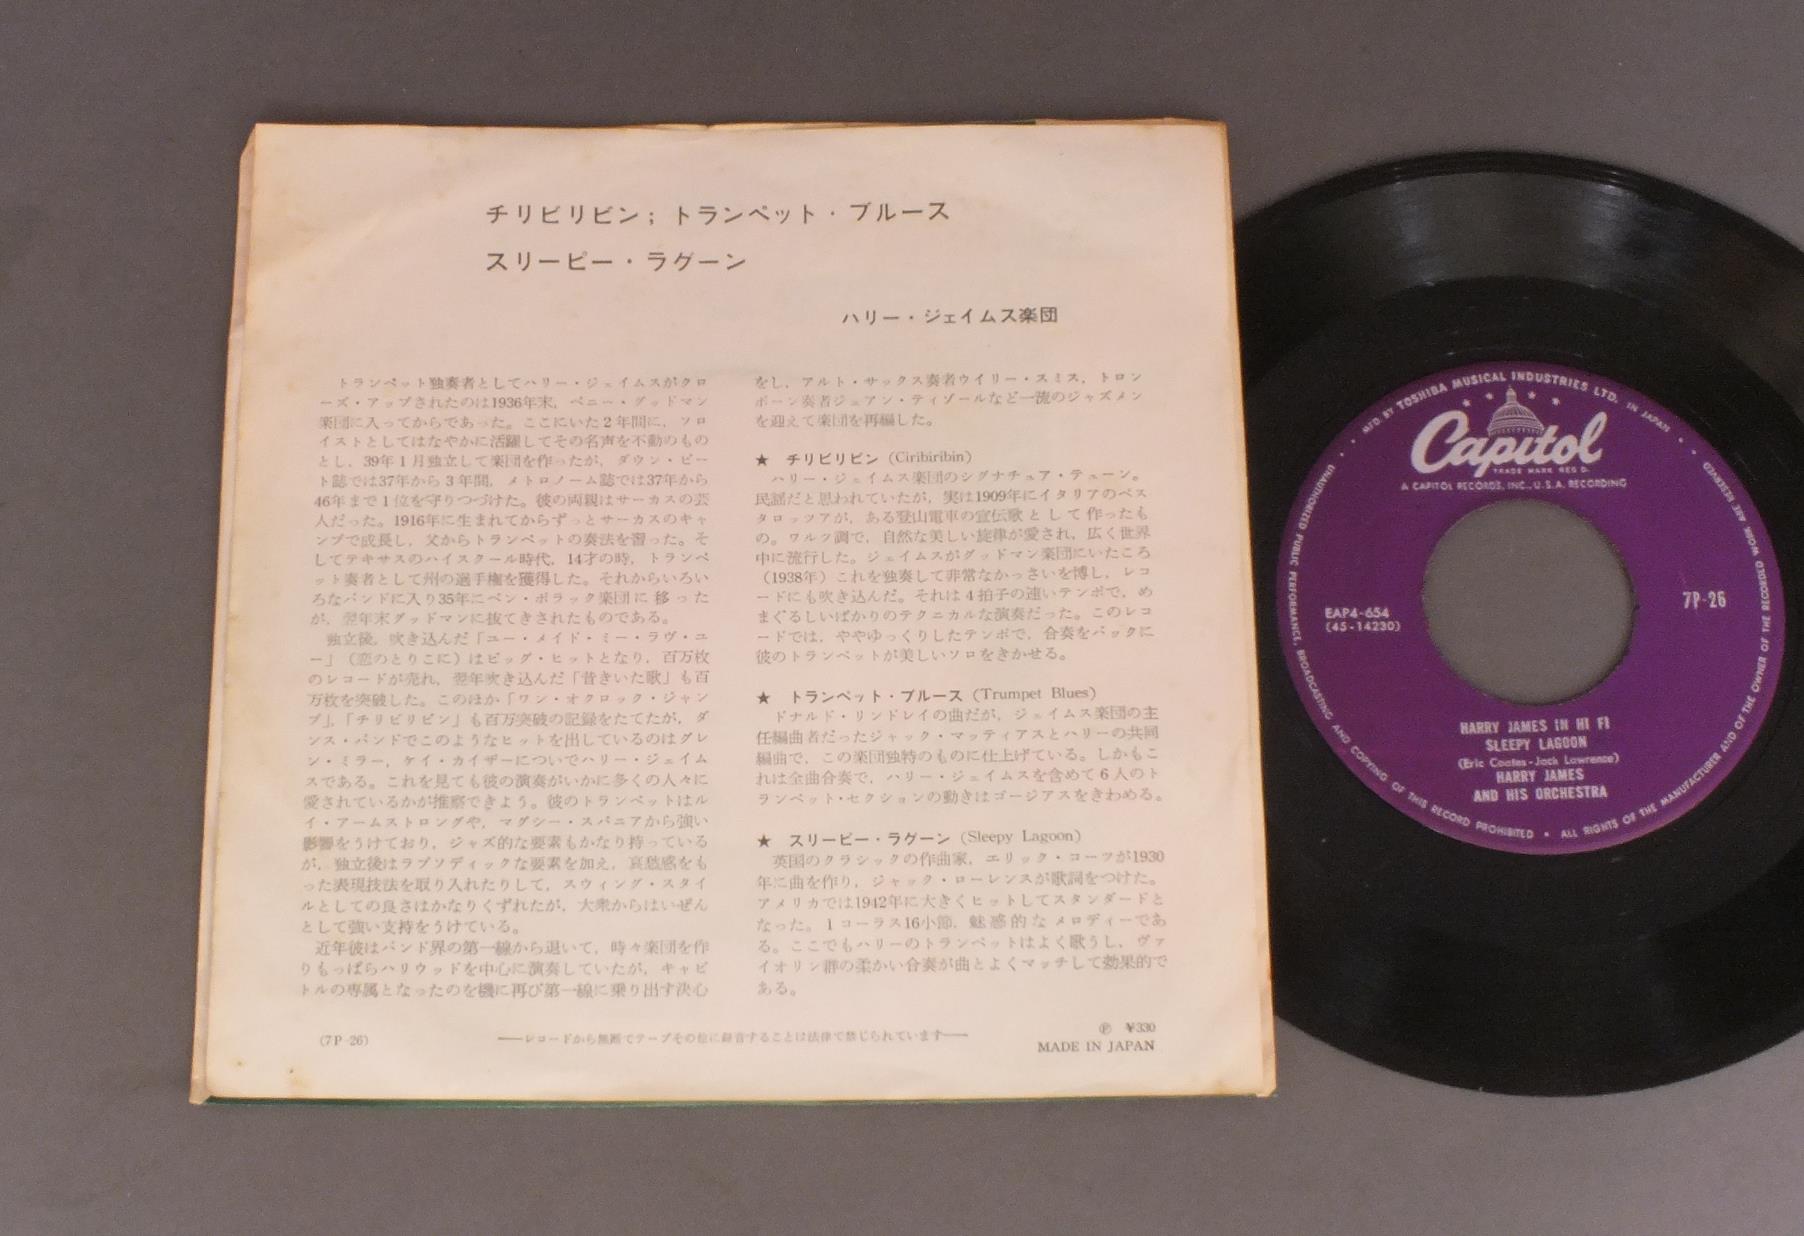 チリビリビン; トランペット・ブルース
スリーピー・ラグーン
ハリー・ジェイムス楽団
トランペット独奏者としてハリー・ジェイムスがクロ
ーズ・アップされたのは1936年末,ベニー・グッドマン
楽団に入ってからであった。ここにいた2年間に,ソロ
イストとしてはなやかに活躍してその名声を不動のもの
とし,39年1月独立して楽団を作ったが,ダウン・ビー
ト誌では37年から3年間,メトロノーム誌では37年から
46年まで1位を守りつづけた。彼の両親はサーカスの芸
人だった。1916年に生まれてからずっとサーカスのキャ
ンプで成長し,父からトランペットの奏法を習った。そ
してテキサスのハイスクール時代,14才の時,トランペ
ット奏者として州の選手権を獲得した。それからいろい
ろなバンドに入り35年にベン・ポラック楽団に移った
が,翌年末グッドマンに抜てきされたものである。
独立後,吹き込んだ「ユー・メイド・ミー・ラヴ・ユ
ー」(恋のとりこに)はビッグ・ヒットとなり,百万枚
のレコードが売れ,翌年吹き込んだ「昔きいた歌」も百
万枚を突破した。このほか「ワン・オクロック・ジャン
プ」,「チリビリビン」も百万突破の記録をたてたが,ダ
ンス・バンドでこのようなヒットを出しているのはグレ
ン・ミラー,ケイ・カイザーについでハリー・ジェイム
スである。これを見ても彼の演奏がいかに多くの人々に
愛されているかが推察できよう。彼のトランペットはル
イ・アームストロングや,マグシー・スパニアから強い
影響をうけており,ジャズ的な要素もかなり持っている
が,独立後はラプソディックな要素を加え,哀愁感をも
った表現技法を取り入れたりして,スウィング・スタイ
ルとしての良さはかなりくずれたが,大衆からはいぜん
として強い支持をうけている。
近年彼はバンド界の第一線から退いて,時々楽団を作
りもっぱらハリウッドを中心に演奏していたが,キャピ
トルの専属となったのを機に再び第一線に乗り出す決心
をし,アルト・サックス奏者ウイリー・スミス,トロン
ボーン奏者ジュアン・ティゾールなど一流のジャズメン
を迎えて楽団を再編した。
★ チリビリビン (Ciribiribin)
ハリー・ジェイムス楽団のシグナチュア・テューン。
民謡だと思われていたが,実は1909年にイタリアのペス
タロッツアが,ある登山電車の宣伝歌として作ったも
の。ワルツ調で,自然な美しい旋律が愛され,広く世界
中に流行した。ジェイムスがグッドマン楽団にいたころ
(1938年)これを独奏して非常なかっさいを博し,レコ
ードにも吹き込んだ。それは4拍子の速いテンポで,め
まぐるしいばかりのテクニカルな演奏だった。このレコ
ードでは,ややゆっくりしたテンポで,合奏をバックに
彼のトランペットが美しいソロをきかせる。
★ トランペット・ブルース (Trumpet Blues)
ドナルド・リンドレイの曲だが,ジェイムス楽団の主
任編曲者だったジャック・マッティアスとハリーの共同
編曲で,この楽団独特のものに仕上げている。しかもこ
れは全曲合奏で,ハリー・ジェイムスを含めて6人のト
ランペット・セクションの動きはゴージアスをきわめる。
★ スリーピー・ラグーン (Sleepy Lagoon)
英国のクラシックの作曲家,エリック・コーツが1930
年に曲を作り,ジャック・ローレンスが歌詞をつけた。
アメリカでは1942年に大きくヒットしてスタンダードと
なった。1コーラス16小節,魅惑的なメロディーであ
る。ここでもハリーのトランペットはよく歌うし,ヴァ
イオリン群の柔かい合奏が曲とよくマッチして効果的で
ある。
(7P-26)
——レコードから無断でテープその他に録音することは法律で禁じられています——
Ⓟ ¥330
MADE IN JAPAN
MFD. BY TOSHIBA MUSICAL INDUSTRIES LTD. IN JAPAN
Capitol
TRADE MARK REG D.
A CAPITOL RECORDS, INC., U.S.A. RECORDING
EAP4-654
(45-14230)
7P-26
HARRY JAMES IN HI FI
SLEEPY LAGOON
(Eric Coates-Jack Lawrence)
HARRY JAMES
AND HIS ORCHESTRA
UNAUTHORIZED PUBLIC PERFORMANCE, BROADCASTING AND COPYING OF THIS RECORD PROHIBITED • ALL RIGHTS OF THE MANUFACTURER AND OF THE OWNER OF THE RECORDED WORK ARE RESERVED